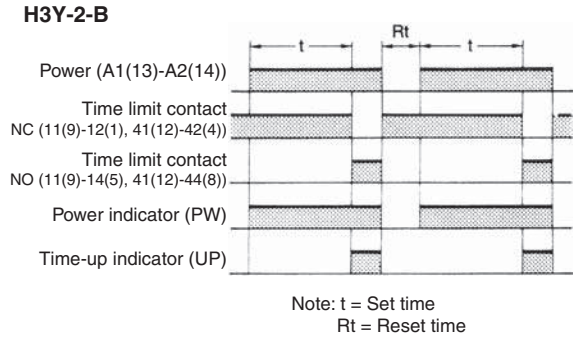 H3Y-2-B
t Rt t
Power (A1(13)-A2(14))
Time limit contact
NC (11(9)-12(1), 41(12)-42(4))
Time limit contact
NO (11(9)-14(5), 41(12)-44(8))
Power indicator (PW)
Time-up indicator (UP)
Note: t = Set time
Rt = Reset time